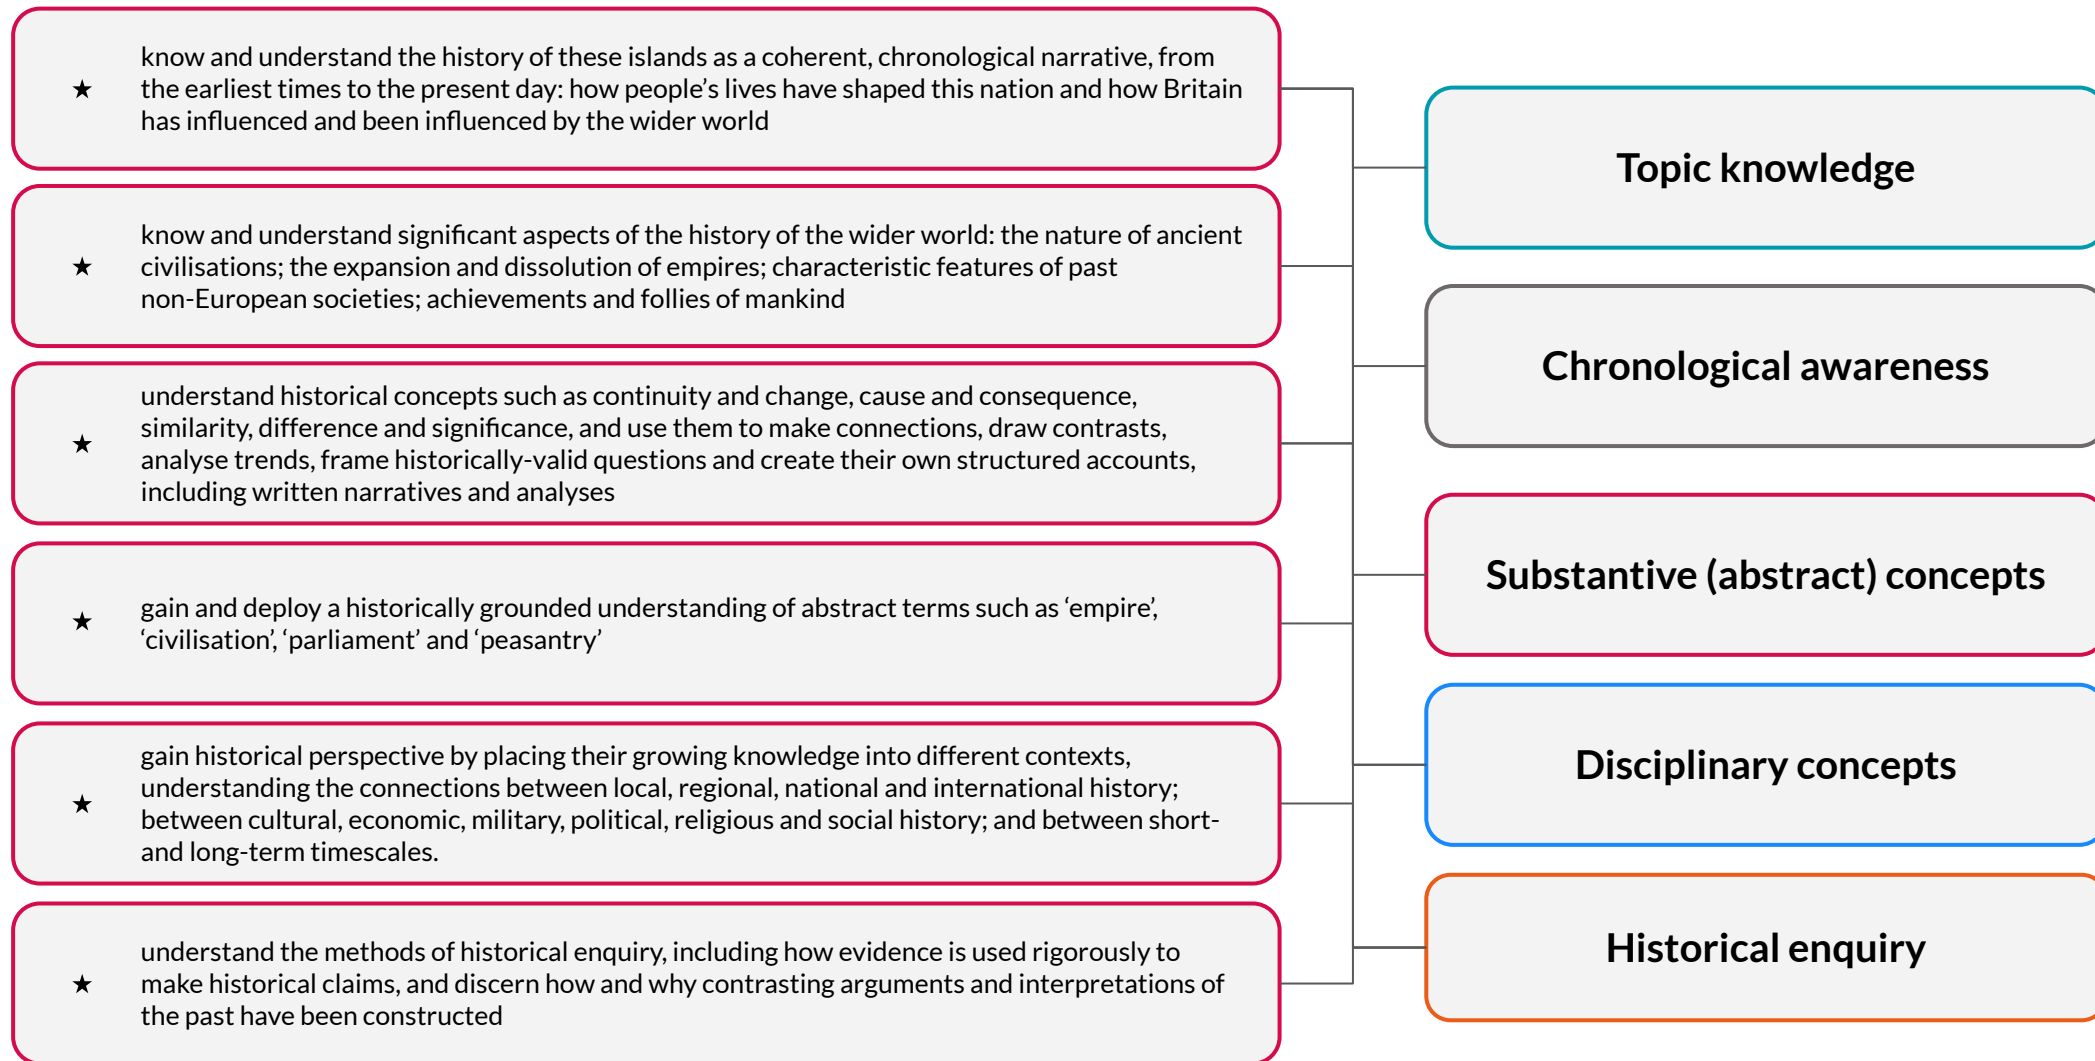 know and understand the history of these islands as a coherent, chronological narrative, from
the earliest times to the present day: how people’s lives have shaped this nation and how Britain
has influenced and been influenced by the wider world
know and understand significant aspects of the history of the wider world: the nature of ancient
civilisations; the expansion and dissolution of empires; characteristic features of past
non-European societies; achievements and follies of mankind
understand historical concepts such as continuity and change, cause and consequence,
similarity, difference and significance, and use them to make connections, draw contrasts,
analyse trends, frame historically-valid questions and create their own structured accounts,
including written narratives and analyses
gain and deploy a historically grounded understanding of abstract terms such as ‘empire’,
‘civilisation’, ‘parliament’ and ‘peasantry’
gain historical perspective by placing their growing knowledge into different contexts,
understanding the connections between local, regional, national and international history;
between cultural, economic, military, political, religious and social history; and between short-
and long-term timescales.
understand the methods of historical enquiry, including how evidence is used rigorously to
make historical claims, and discern how and why contrasting arguments and interpretations of
the past have been constructed
Topic knowledge
Chronological awareness
Substantive (abstract) concepts
Disciplinary concepts
Historical enquiry